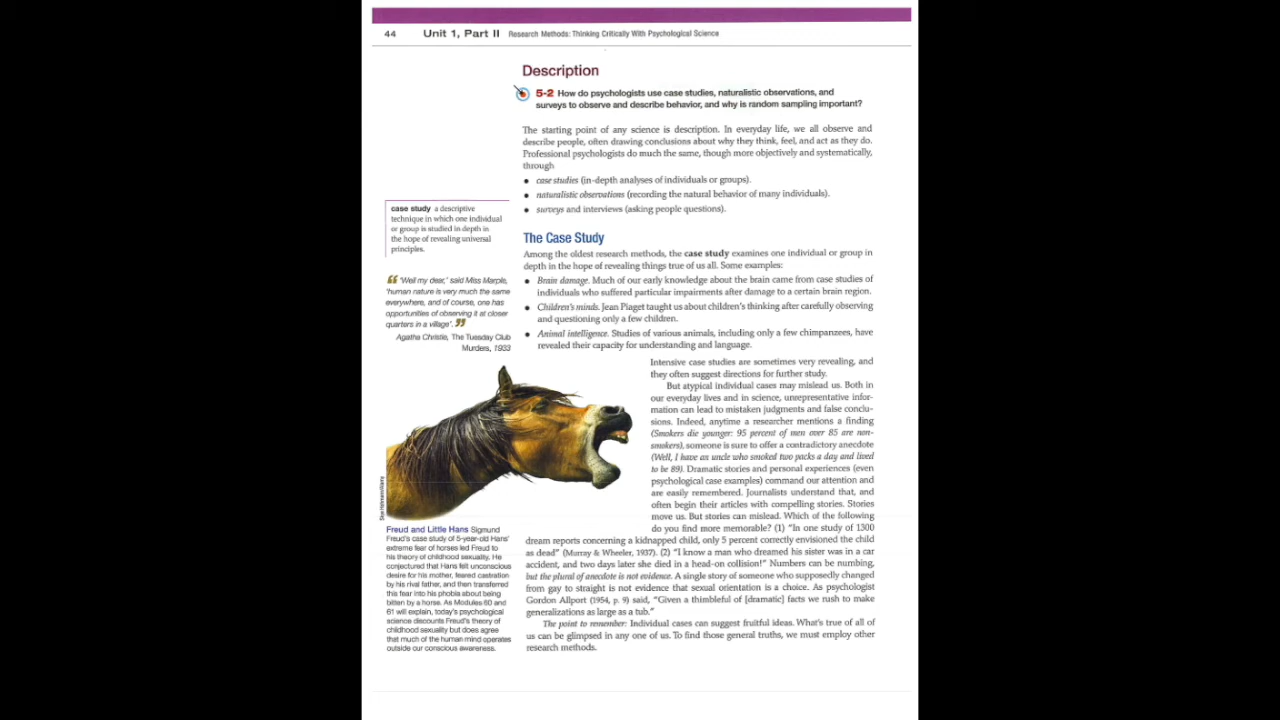 44 Unit 1, Part II Research Methods: Thinking Critically With Psychological Science
Description
5-2 How do psychologists use case studies, naturalistic observations, and
surveys to observe and describe behavior, and why is random sampling important?
The starting point of any science is description. In everyday life, we all observe and
describe people, often drawing conclusions about why they think, feel, and act as they do.
Professional psychologists do much the same, though more objectively and systematically,
through
• case studies (in-depth analyses of individuals or groups).
• naturalistic observations (recording the natural behavior of many individuals).
• surveys and interviews (asking people questions).
case study a descriptive
technique in which one individual
or group is studied in depth in
the hope of revealing universal
principles.
The Case Study
Among the oldest research methods, the case study examines one individual or group in
depth in the hope of revealing things true of us all. Some examples:
• Brain damage. Much of our early knowledge about the brain came from case studies of
individuals who suffered particular impairments after damage to a certain brain region.
• Children's minds. Jean Piaget taught us about children's thinking after carefully observing
and questioning only a few children.
• Animal intelligence. Studies of various animals, including only a few chimpanzees, have
revealed their capacity for understanding and language.
"'Well my dear,' said Miss Marple,
'human nature is very much the same
everywhere, and of course, one has
opportunities of observing it at closer
quarters in a village'."
Agatha Christie, The Tuesday Club
Murders, 1933
Intensive case studies are sometimes very revealing, and
they often suggest directions for further study.
But atypical individual cases may mislead us. Both in
our everyday lives and in science, unrepresentative infor-
mation can lead to mistaken judgments and false conclu-
sions. Indeed, anytime a researcher mentions a finding
(Smokers die younger: 95 percent of men over 85 are non-
smokers), someone is sure to offer a contradictory anecdote
(Well, I have an uncle who smoked two packs a day and lived
to be 89). Dramatic stories and personal experiences (even
psychological case examples) command our attention and
are easily remembered. Journalists understand that, and
often begin their articles with compelling stories. Stories
move us. But stories can mislead. Which of the following
do you find more memorable? (1) "In one study of 1300
dream reports concerning a kidnapped child, only 5 percent correctly envisioned the child
as dead" (Murray & Wheeler, 1937). (2) "I know a man who dreamed his sister was in a car
accident, and two days later she died in a head-on collision!" Numbers can be numbing,
but the plural of anecdote is not evidence. A single story of someone who supposedly changed
from gay to straight is not evidence that sexual orientation is a choice. As psychologist
Gordon Allport (1954, p. 9) said, "Given a thimbleful of [dramatic] facts we rush to make
generalizations as large as a tub."
The point to remember: Individual cases can suggest fruitful ideas. What's true of all of
us can be glimpsed in any one of us. To find those general truths, we must employ other
research methods.
Freud and Little Hans Sigmund
Freud's case study of 5-year-old Hans'
extreme fear of horses led Freud to
his theory of childhood sexuality. He
conjectured that Hans felt unconscious
desire for his mother, feared castration
by his rival father, and then transferred
this fear into his phobia about being
bitten by a horse. As Modules 60 and
61 will explain, today's psychological
science discounts Freud's theory of
childhood sexuality but does agree
that much of the human mind operates
outside our conscious awareness.